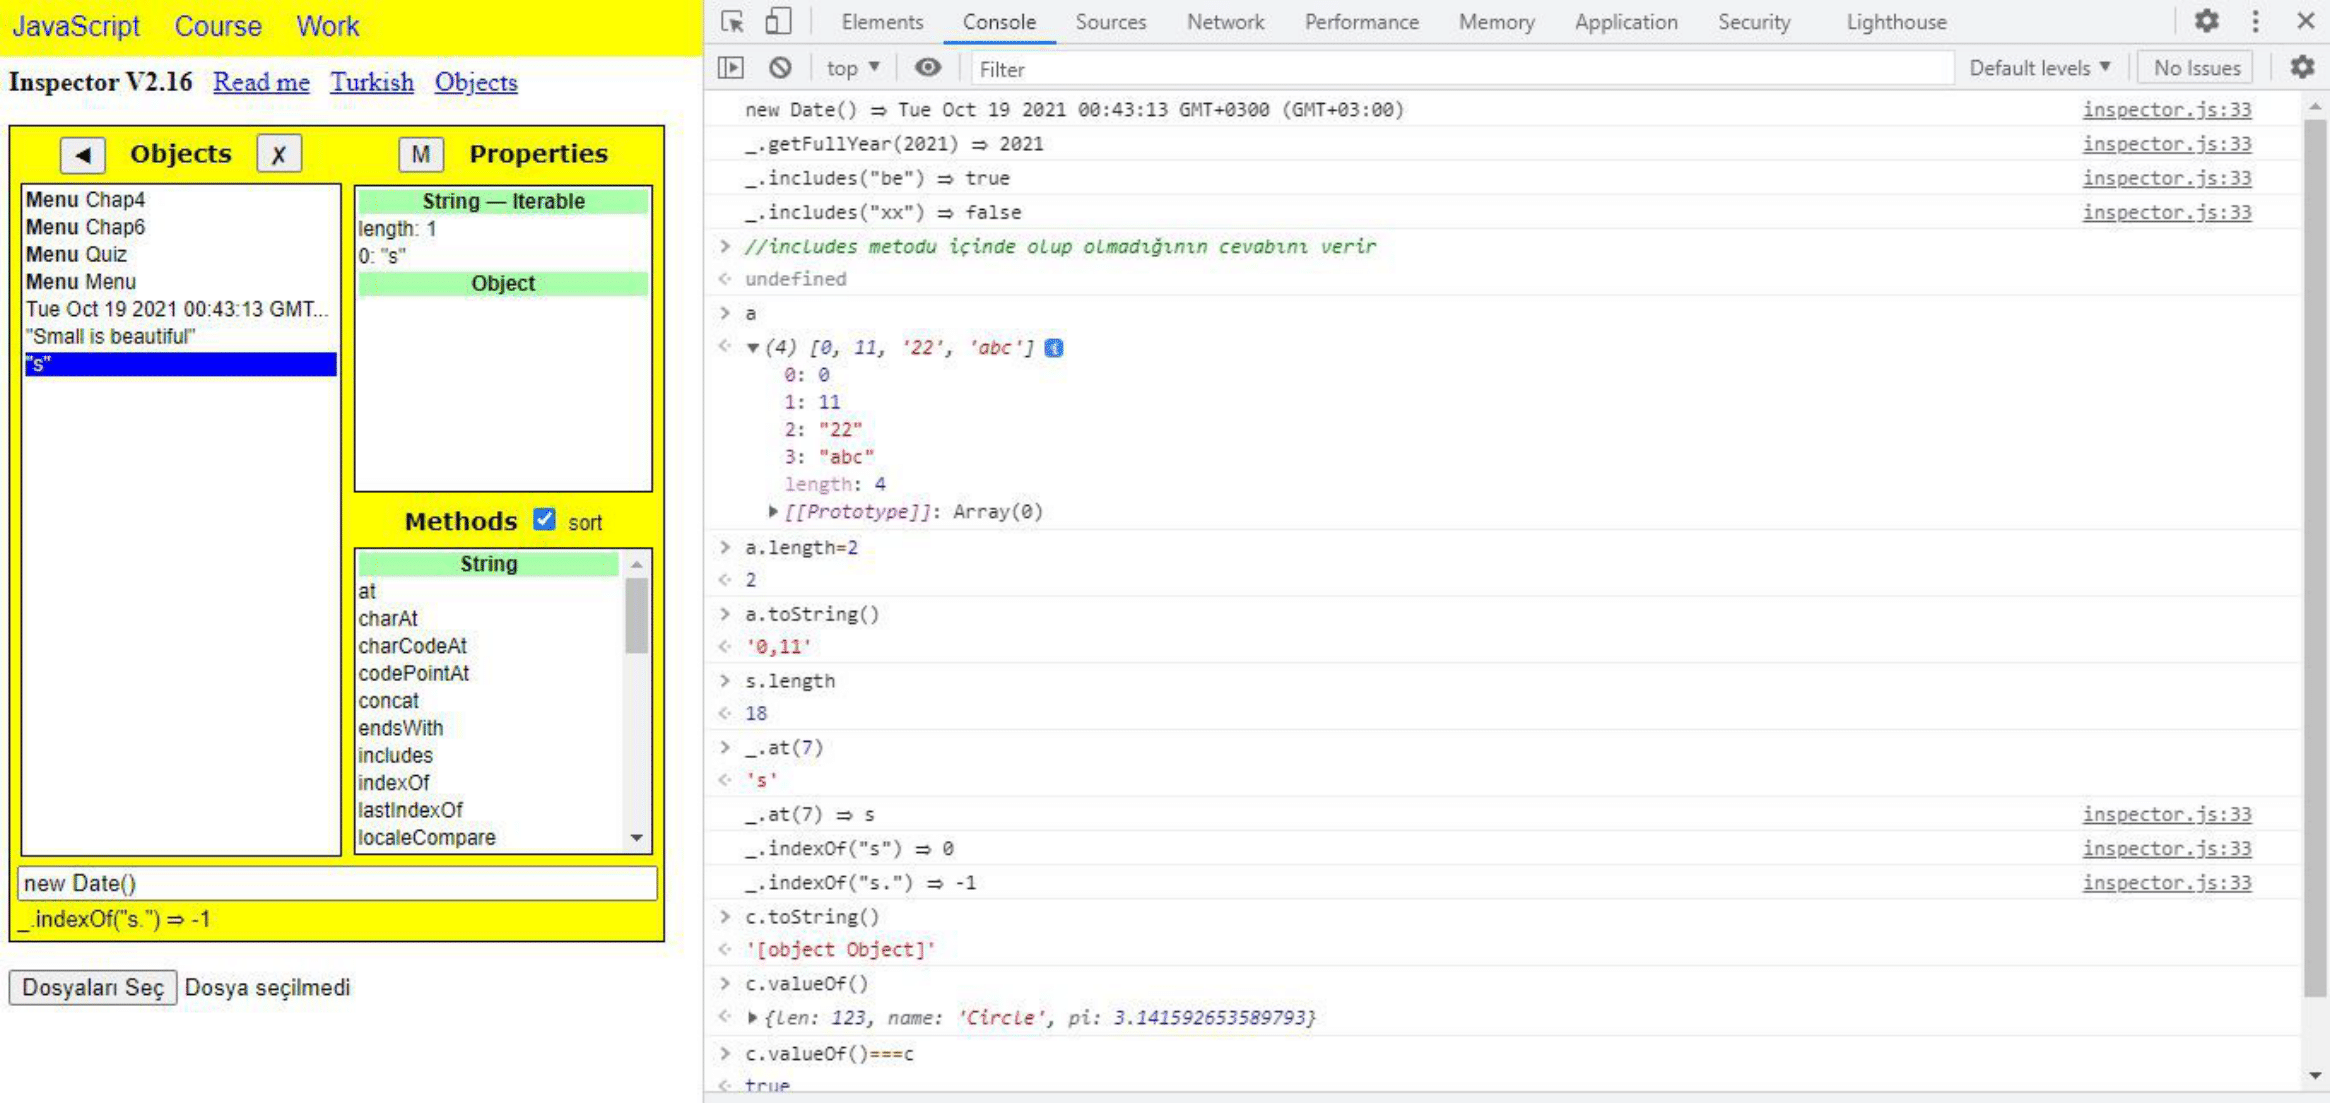 JavaScript Course Work
Inspector V2.16 Read me Turkish Objects
◄ Objects X
Menu Chap4
Menu Chap6
Menu Quiz
Menu Menu
Tue Oct 19 2021 00:43:13 GMT...
"Small is beautiful"
"s"
M Properties
String — Iterable
length: 1
0: "s"
Object
Methods sort
String
at
charAt
charCodeAt
codePointAt
concat
endsWith
includes
indexOf
lastIndexOf
localeCompare
new Date()
_.indexOf("s.") ⇒ -1
Dosyaları Seç Dosya seçilmedi
Elements Console Sources Network Performance Memory Application Security Lighthouse
top ▼ Filter Default levels ▼ No Issues
new Date() ⇒ Tue Oct 19 2021 00:43:13 GMT+0300 (GMT+03:00) inspector.js:33
_.getFullYear(2021) ⇒ 2021 inspector.js:33
_.includes("be") ⇒ true inspector.js:33
_.includes("xx") ⇒ false inspector.js:33
> //includes metodu içinde olup olmadığının cevabını verir
undefined
> a
▼ (4) [0, 11, '22', 'abc'] i
0: 0
1: 11
2: "22"
3: "abc"
length: 4
▶ [[Prototype]]: Array(0)
> a.length=2
2
> a.toString()
'0,11'
> s.length
18
> _.at(7)
's'
_.at(7) ⇒ s inspector.js:33
_.indexOf("s") ⇒ 0 inspector.js:33
_.indexOf("s.") ⇒ -1 inspector.js:33
> c.toString()
'[object Object]'
> c.valueOf()
▶ {len: 123, name: 'Circle', pi: 3.141592653589793}
> c.valueOf()===c
true